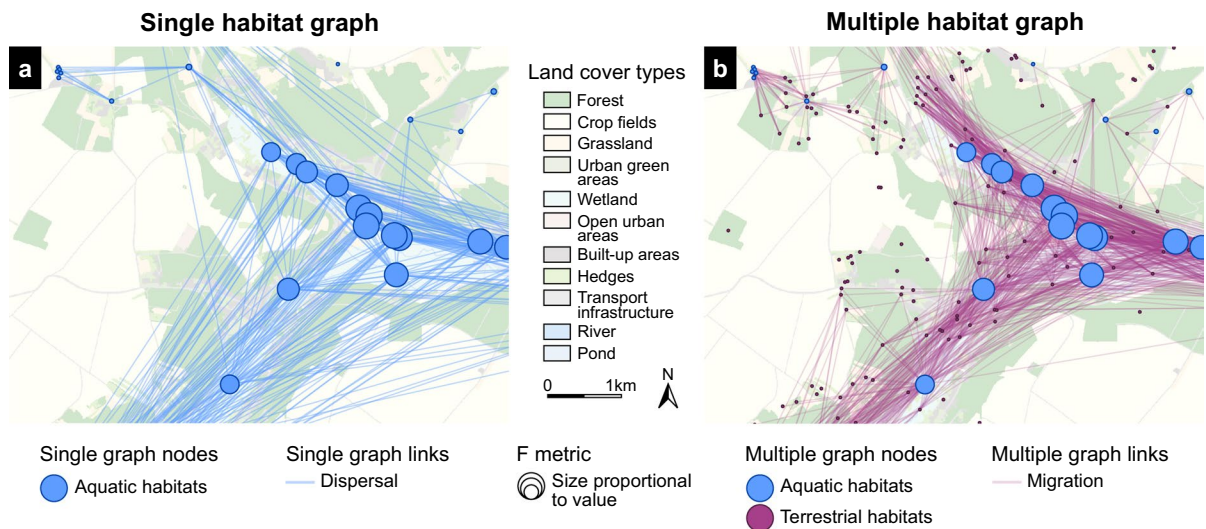 Single habitat graph
Multiple habitat graph
a
Land cover types
Forest
Crop fields
Grassland
Urban green
areas
Wetland
Open urban
areas
Built-up areas
Hedges
Transport
infrastructure
River
Pond
0 1km
N
b
Single graph nodes
Aquatic habitats
Single graph links
Dispersal
F metric
Size proportional
to value
Multiple graph nodes
Aquatic habitats
Terrestrial habitats
Multiple graph links
Migration